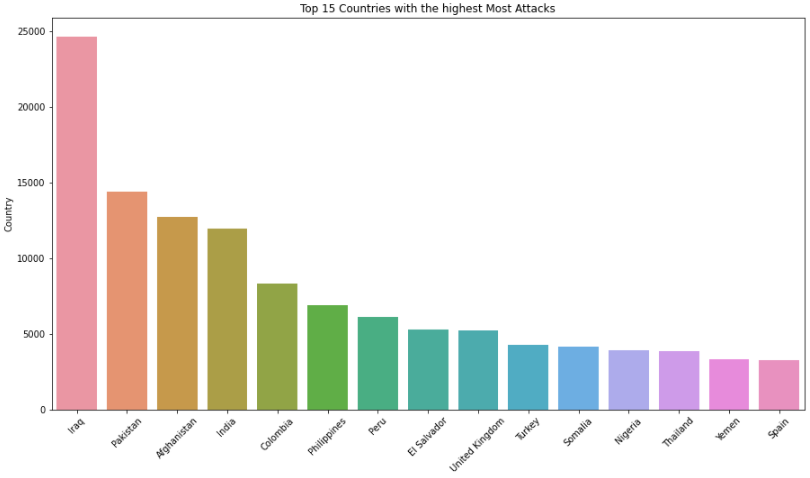 Top 15 Countries with the highest Most Attacks
25000
20000
15000
10000
5000
0
Country
Iraq
Pakistan
Afghanistan
India
Colombia
Philippines
Peru
El Salvador
United Kingdom
Turkey
Somalia
Nigeria
Thailand
Yemen
Spain